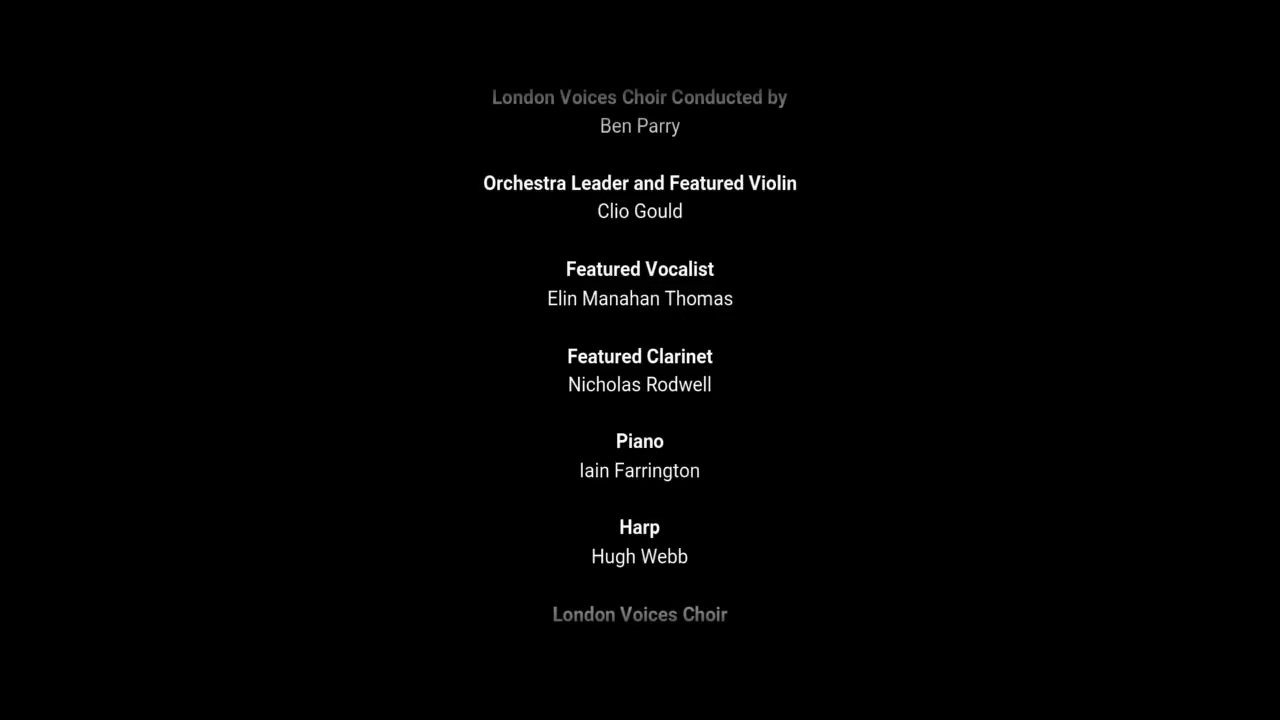 London Voices Choir Conducted by
Ben Parry
Orchestra Leader and Featured Violin
Clio Gould
Featured Vocalist
Elin Manahan Thomas
Featured Clarinet
Nicholas Rodwell
Piano
Iain Farrington
Harp
Hugh Webb
London Voices Choir